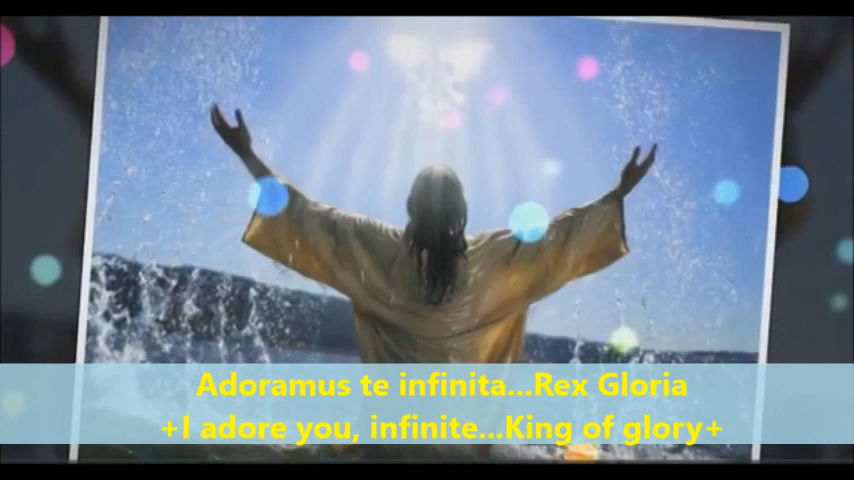 Adoramus te infinita...Rex Gloria
+I adore you, infinite...King of glory+